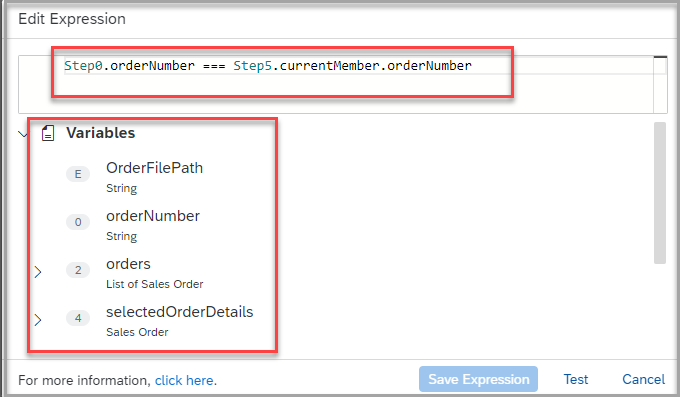 Edit Expression
Step0.orderNumber === Step5.currentMember.orderNumber
Variables
E OrderFilePath
String
0 orderNumber
String
2 orders
List of Sales Order
4 selectedOrderDetails
Sales Order
For more information, click here. Save Expression Test Cancel